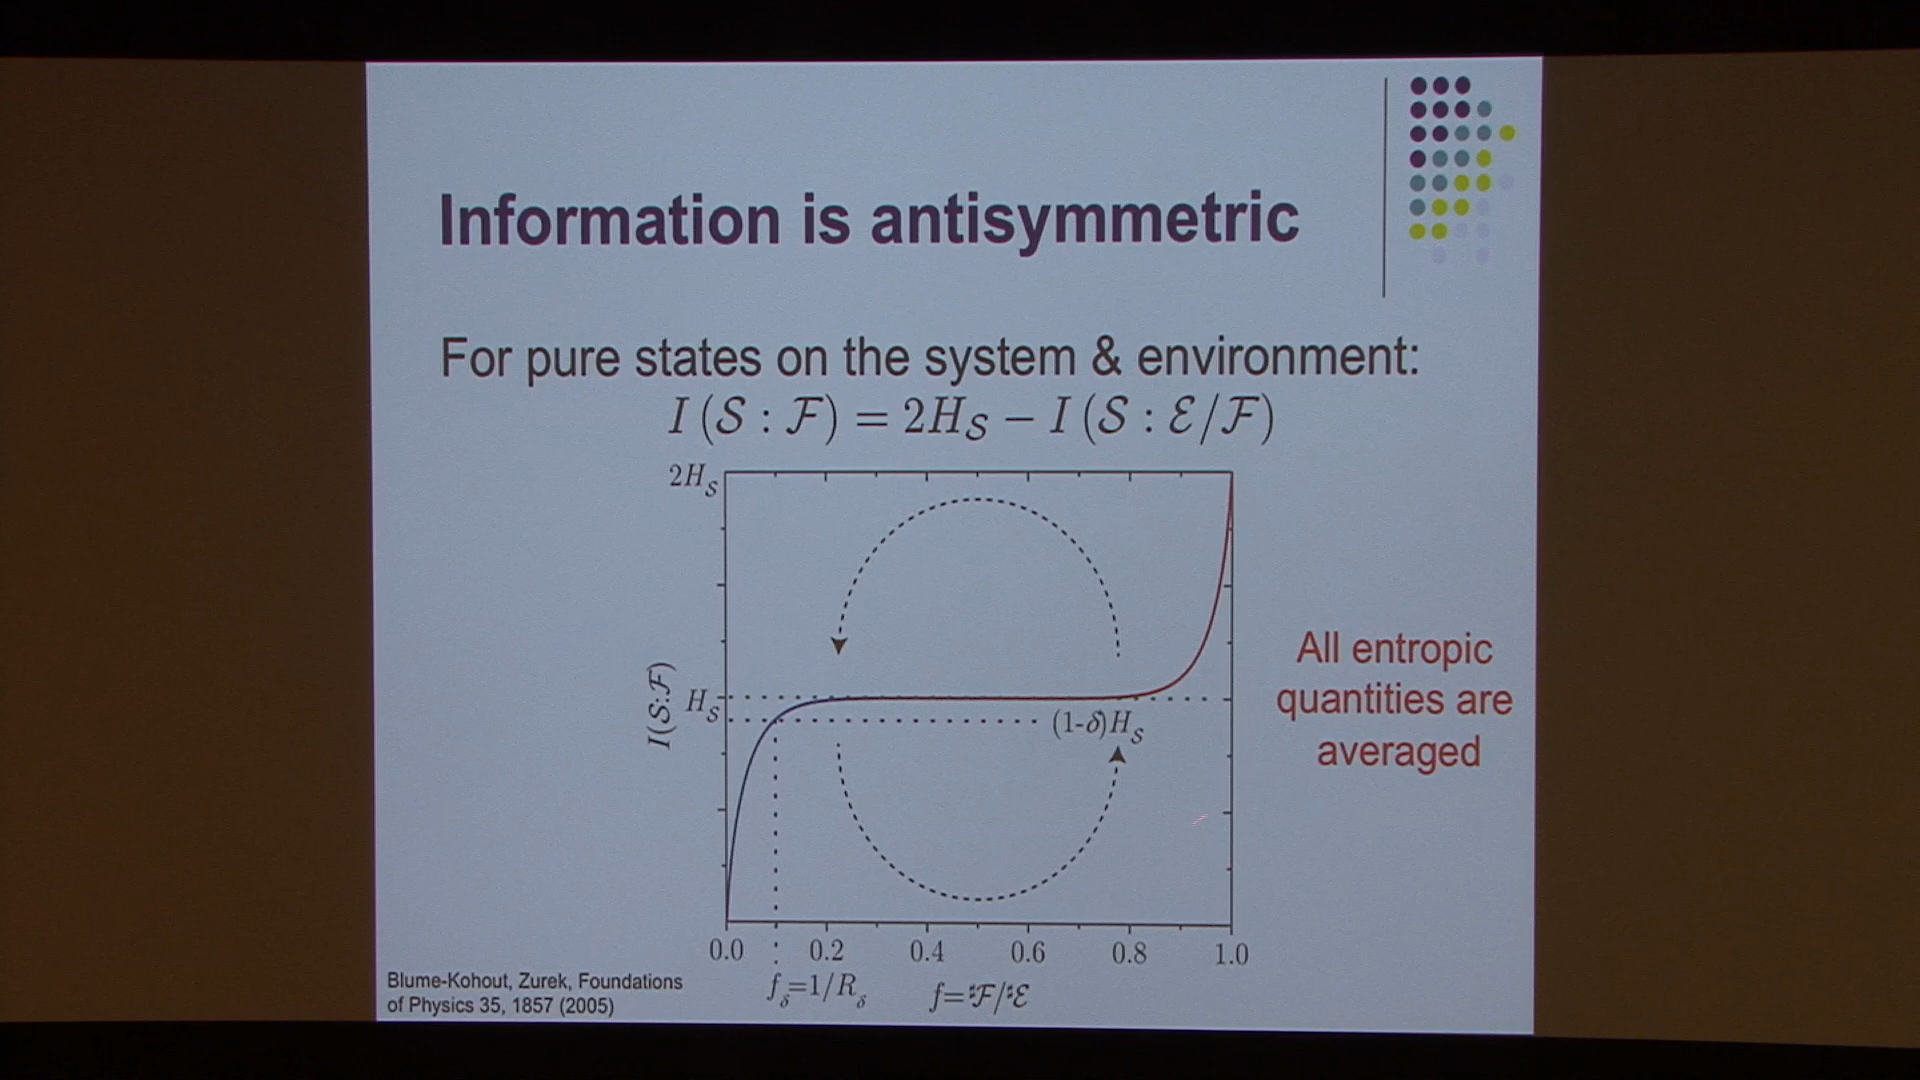 Information is antisymmetric
For pure states on the system & environment:
I (S : F) = 2H_S − I (S : E/F)
2H_S
H_S
(1-δ)H_S
I(S:F)
All entropic
quantities are
averaged
0.0 0.2 0.4 0.6 0.8 1.0
f_δ=1/R_δ
f=♯F/♯E
Blume-Kohout, Zurek, Foundations
of Physics 35, 1857 (2005)